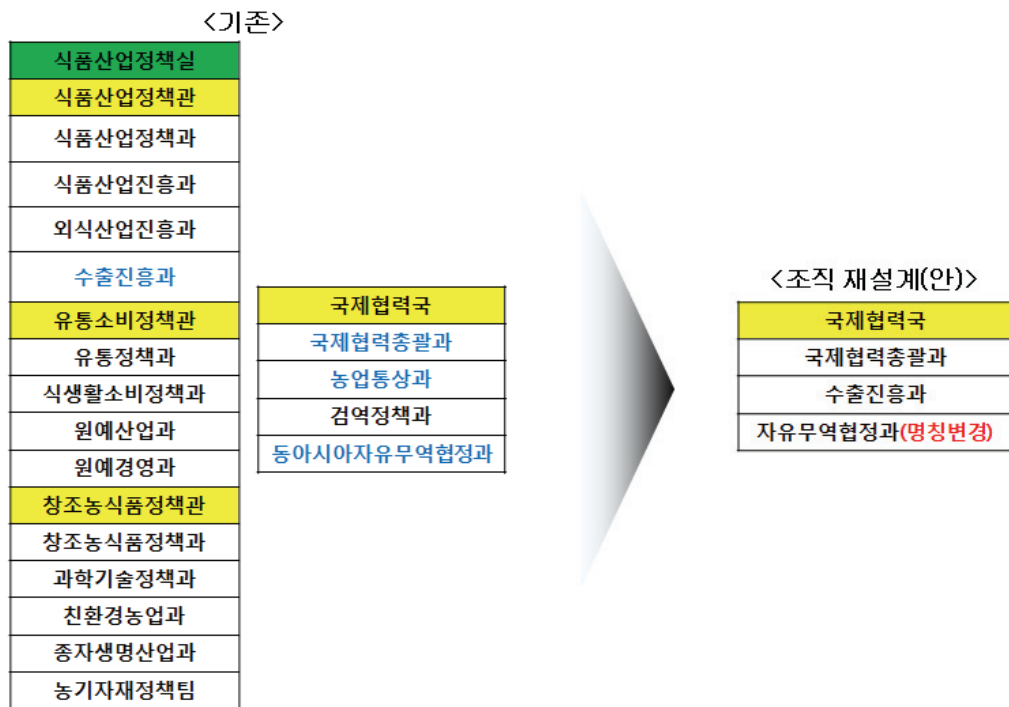 <기존>
식품산업정책실
식품산업정책관
식품산업정책과
식품산업진흥과
외식산업진흥과
수출진흥과
유통소비정책관
유통정책과
식생활소비정책과
원예산업과
원예경영과
창조농식품정책관
창조농식품정책과
과학기술정책과
친환경농업과
종자생명산업과
농기자재정책팀
국제협력국
국제협력총괄과
농업통상과
검역정책과
동아시아자유무역협정과
<조직 재설계(안)>
국제협력국
국제협력총괄과
수출진흥과
자유무역협정과(명칭변경)